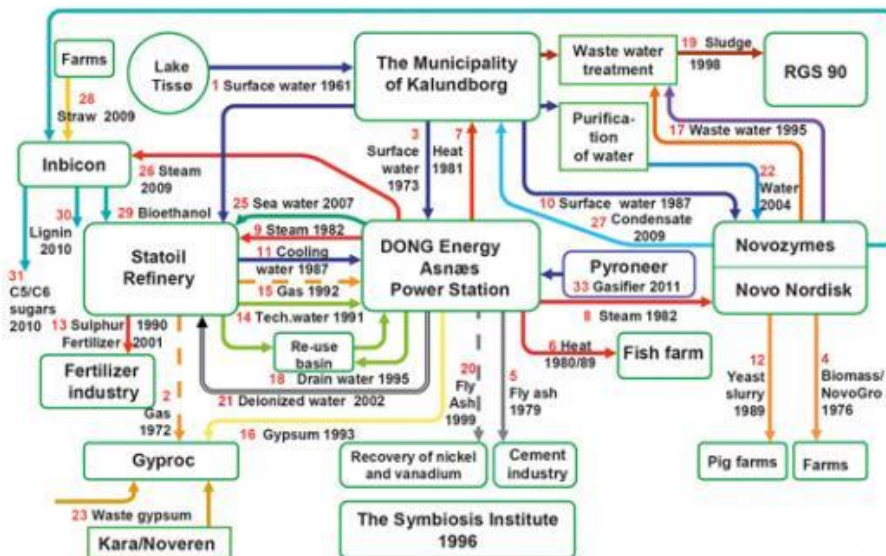 Farms
28
Straw 2009
Lake
Tissø
1 Surface water 1961
The Municipality
of Kalundborg
Waste water
treatment
19 Sludge
1998
RGS 90
Purifica-
tion
of water
17 Waste water 1995
22
Water
2004
3
Surface
water
1973
7
Heat
1981
10 Surface water 1987
27
Condensate
2009
Inbicon
26 Steam
2009
30
Lignin
2010
29 Bioethanol
31
C5/C6
sugars
2010
25 Sea water 2007
9 Steam 1982
11 Cooling
water 1987
15 Gas 1992
14 Tech.water 1991
Statoil
Refinery
DONG Energy
Asnæs
Power Station
Pyroneer
33 Gasifier 2011
8 Steam 1982
Novozymes
Novo Nordisk
13 Sulphur 1990
Fertilizer 2001
Fertilizer
industry
Re-use
basin
18 Drain water 1995
21 Deionized water 2002
16 Gypsum 1993
2
Gas
1972
20
Fly
Ash
1999
5
Fly ash
1979
6 Heat
1980/89
Fish farm
12
Yeast
slurry
1989
4
Biomass/
NovoGro
1976
Gyproc
Recovery of nickel
and vanadium
Cement
industry
Pig farms
Farms
23 Waste gypsum
Kara/Noveren
The Symbiosis Institute
1996